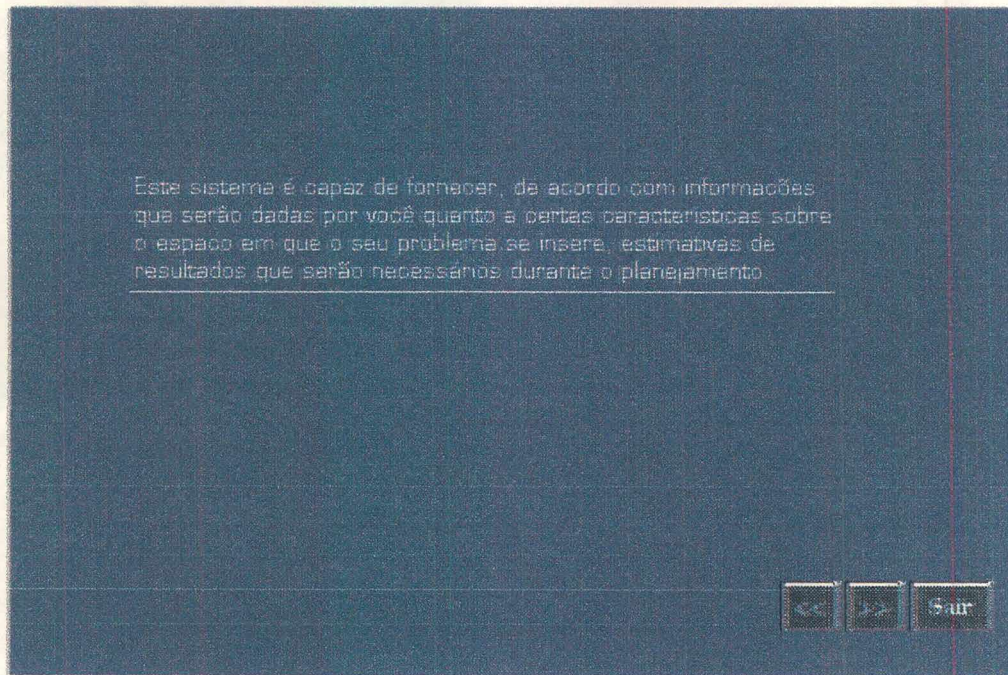 Este sistema é capaz de fornecer, de acordo com informações
que serão dadas por você quanto a certas características sobre
o espaço em que o seu problema se insere, estimativas de
resultados que serão necessários durante o planejamento
<< >> Sair